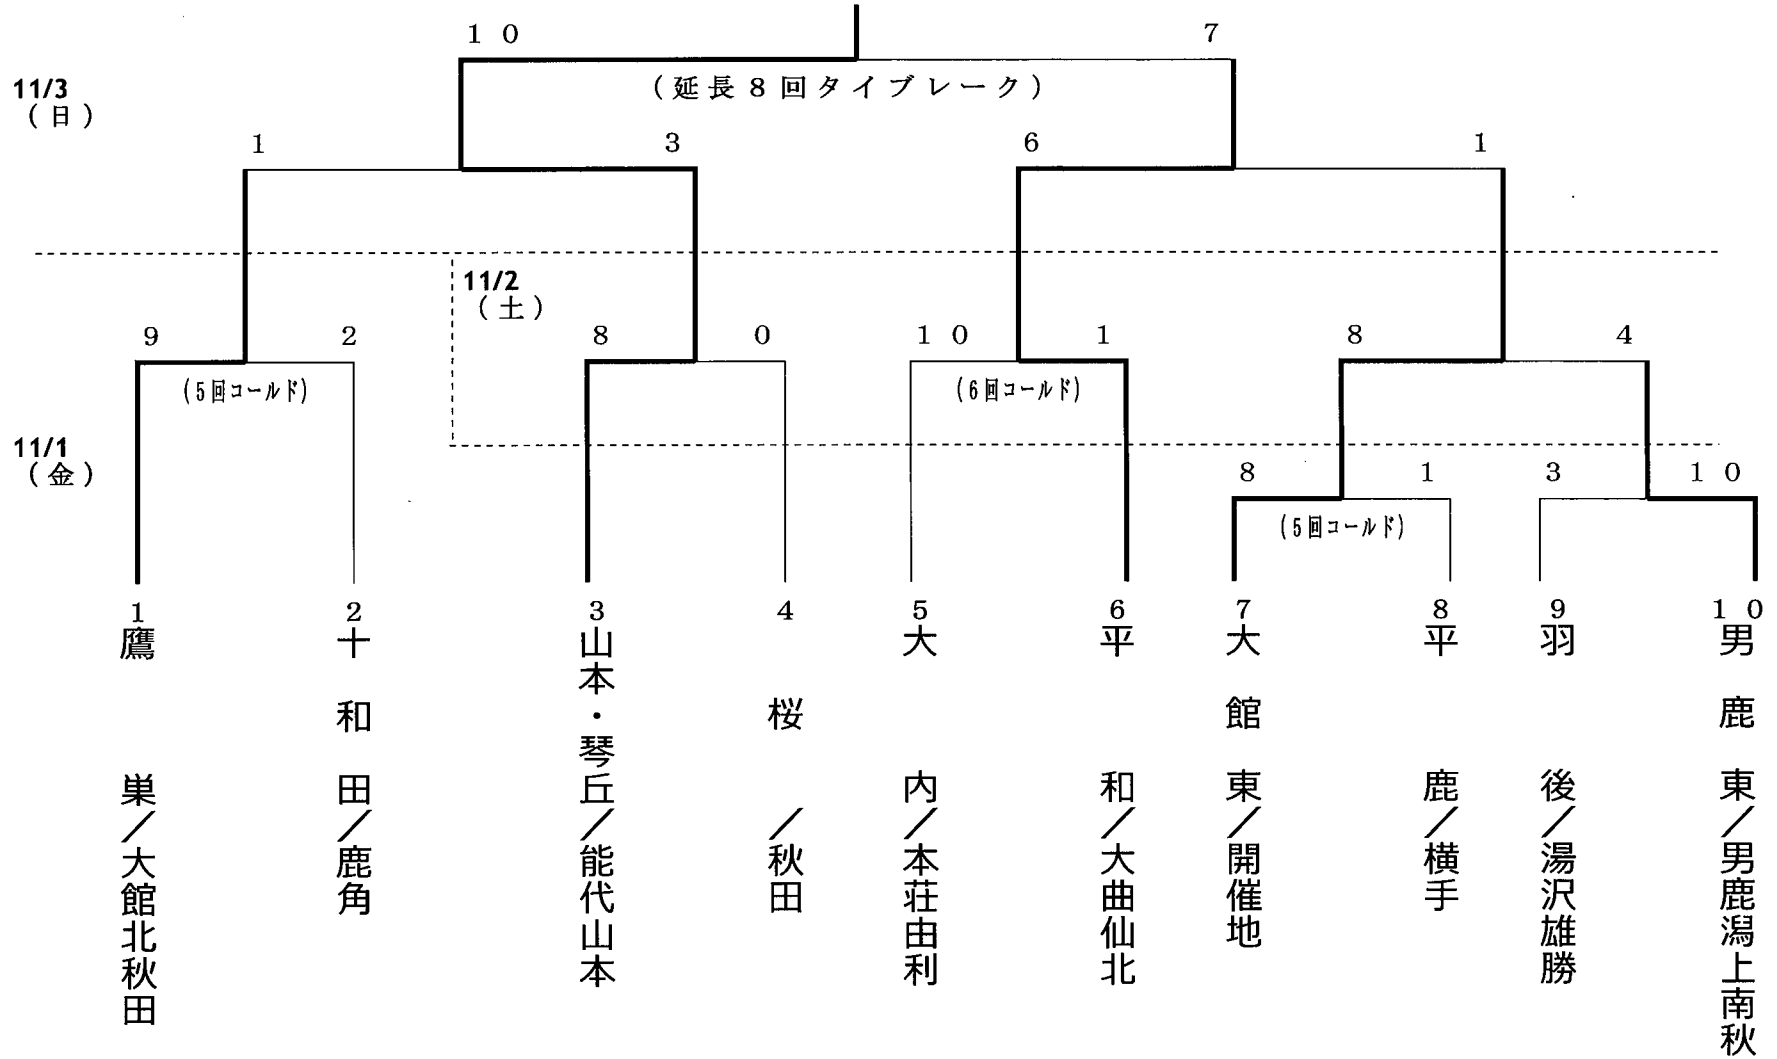 10 7
(延長8回タイブレーク)
11/3
(日)
1 3 6 1
11/2
(土)
9 2 8 0 10 1 8 4
(5回コールド) (6回コールド)
11/1
(金)
8 1 3 10
(5回コールド)
1 2 3 4 5 6 7 8 9 10
鷹巣/大館北秋田
十和田/鹿角
山本・琴丘/能代山本
桜/秋田
大内/本荘由利
平和/大曲仙北
大館東/開催地
平鹿/横手
羽後/湯沢雄勝
男鹿東/男鹿潟上南秋